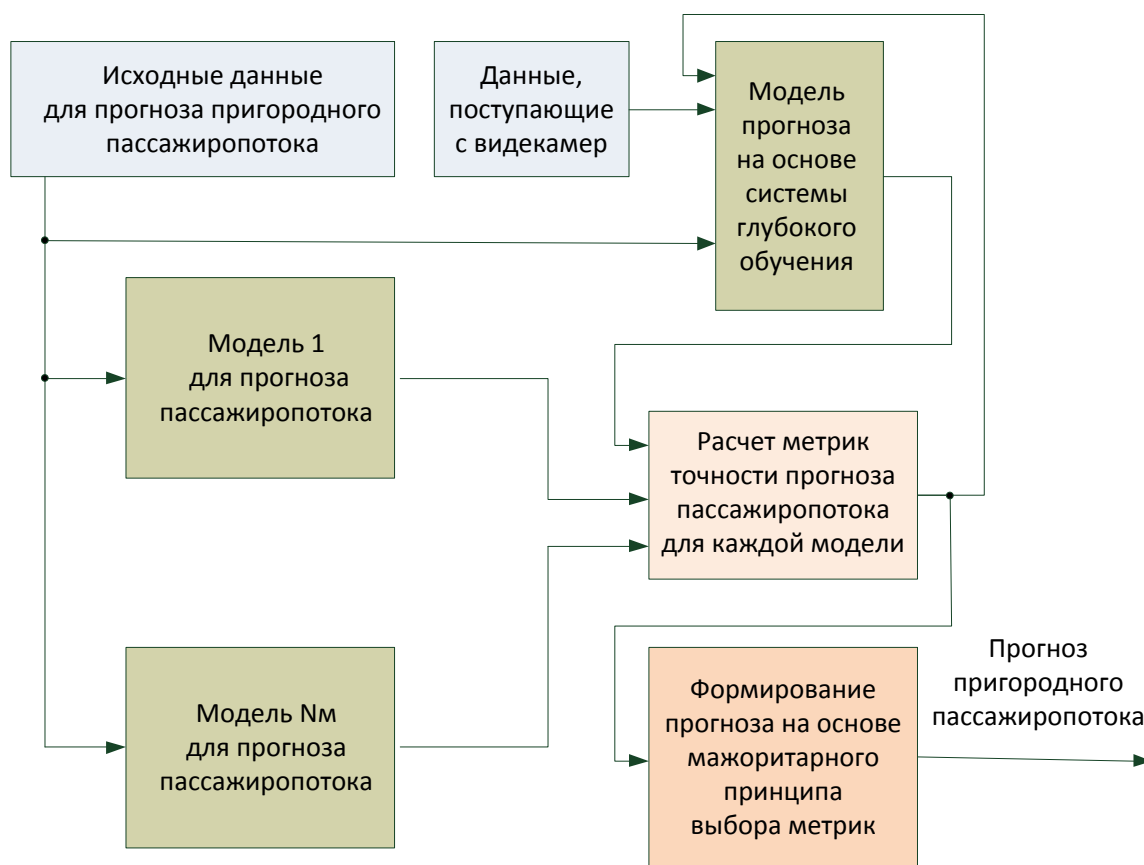 Исходные данные
для прогноза пригородного
пассажиропотока
Данные,
поступающие
с видекамер
Модель
прогноза
на основе
системы
глубокого
обучения
Модель 1
для прогноза
пассажиропотока
Расчет метрик
точности прогноза
пассажиропотока
для каждой модели
Модель Nм
для прогноза
пассажиропотока
Формирование
прогноза на основе
мажоритарного
принципа
выбора метрик
Прогноз
пригородного
пассажиропотока